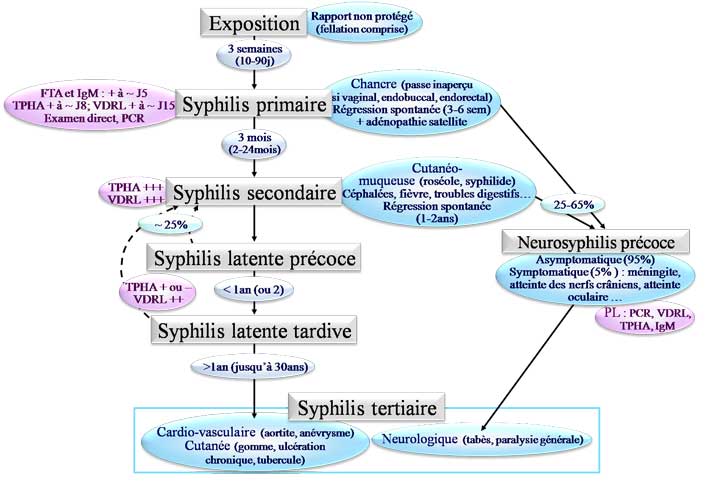 Exposition
Rapport non protégé
(fellation comprise)
3 semaines
(10-90j)
FTA et IgM : + à ~ J5
TPHA + à ~ J8; VDRL + à ~ J15
Examen direct, PCR
Syphilis primaire
Chancre (passe inaperçu
si vaginal, endobuccal, endorectal)
Régression spontanée (3-6 sem)
+ adénopathie satellite
3 mois
(2-24mois)
TPHA +++
VDRL +++
Syphilis secondaire
Cutanéo-
muqueuse (roséole, syphilide)
Céphalées, fièvre, troubles digestifs…
Régression spontanée
(1-2ans)
25-65%
~ 25%
Syphilis latente précoce
Neurosyphilis précoce
Asymptomatique (95%)
Symptomatique (5% ) : méningite,
atteinte des nerfs crâniens, atteinte
oculaire …
TPHA + ou –
VDRL ++
< 1an (ou 2)
PL : PCR, VDRL,
TPHA, IgM
Syphilis latente tardive
>1an (jusqu'à 30ans)
Syphilis tertiaire
Cardio-vasculaire (aortite, anévrysme)
Cutanée (gomme, ulcération
chronique, tubercule)
Neurologique (tabès, paralysie générale)